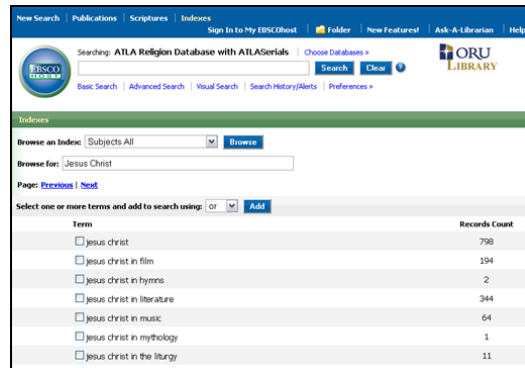 New Search | Publications | Scriptures | Indexes
Sign In to My EBSCOhost | Folder | New Features! | Ask-A-Librarian | Help
EBSCO HOST
Searching: ATLA Religion Database with ATLASerials | Choose Databases »
Search Clear ?
Basic Search | Advanced Search | Visual Search | Search History/Alerts | Preferences »
ORU LIBRARY
Indexes
Browse an Index: Subjects All Browse
Browse for: Jesus Christ
Page: Previous | Next
Select one or more terms and add to search using: or Add
Term Records Count
jesus christ 798
jesus christ in film 194
jesus christ in hymns 2
jesus christ in literature 344
jesus christ in music 64
jesus christ in mythology 1
jesus christ in the liturgy 11